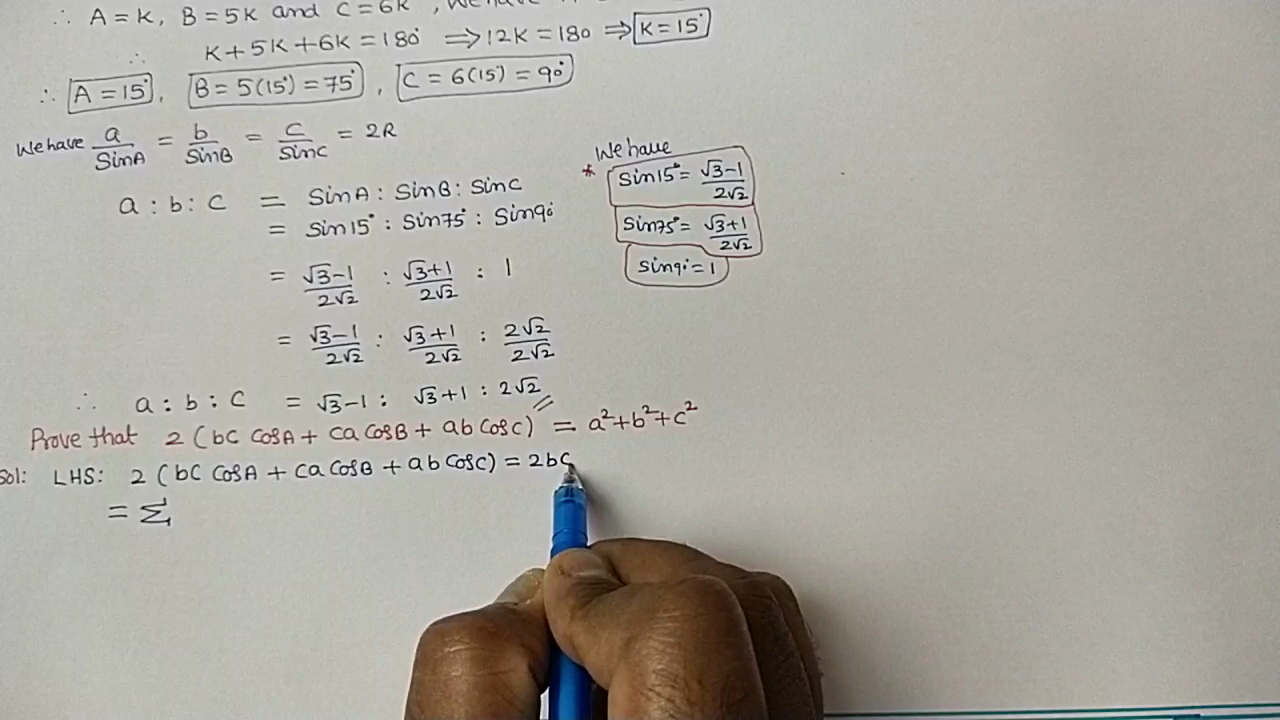 ∴ A = K, B = 5K and C = 6K, We have
∴ K + 5K + 6K = 180° ⟹ 12K = 180 ⟹ K = 15°
∴ A = 15°, B = 5(15°) = 75°, C = 6(15°) = 90°
We have a/SinA = b/SinB = c/SinC = 2R
a : b : c = SinA : SinB : SinC
= Sin15° : Sin75° : Sin90°
= √3-1/2√2 : √3+1/2√2 : 1
= √3-1/2√2 : √3+1/2√2 : 2√2/2√2
∴ a : b : c = √3-1 : √3+1 : 2√2
* We have
Sin15° = √3-1/2√2
Sin75° = √3+1/2√2
Sin90° = 1
Prove that 2 (bc cosA + ca cosB + ab cosc) = a²+b²+c²
Sol: LHS: 2 (bc cosA + ca cosB + ab cosc) = 2bc
= Σ